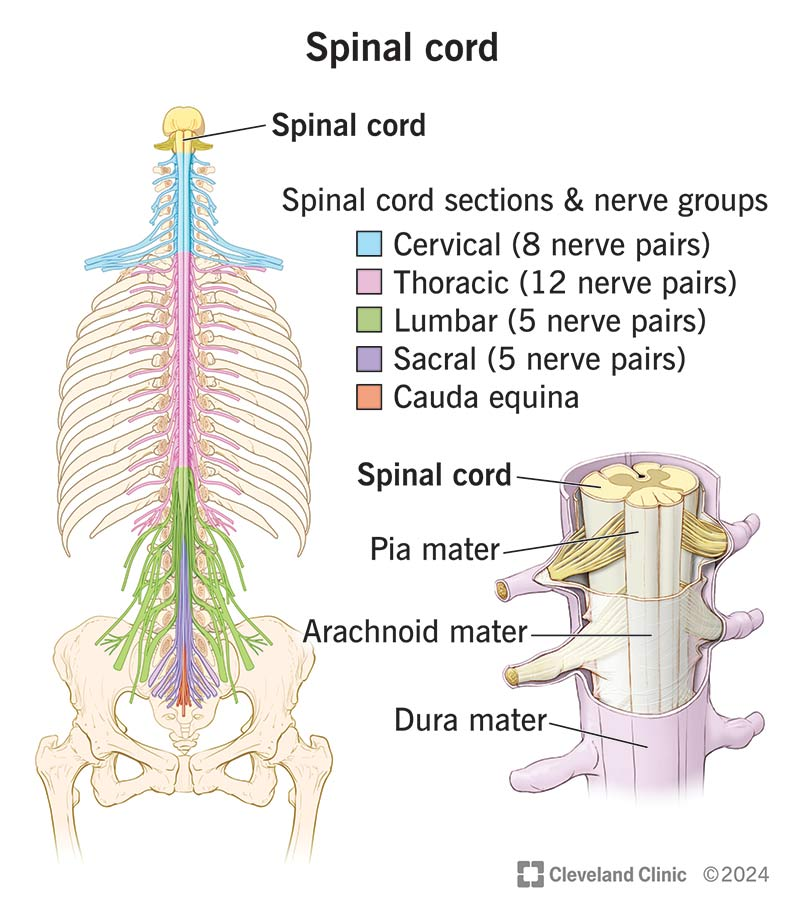 Spinal cord
Spinal cord
Spinal cord sections & nerve groups
Cervical (8 nerve pairs)
Thoracic (12 nerve pairs)
Lumbar (5 nerve pairs)
Sacral (5 nerve pairs)
Cauda equina
Spinal cord
Pia mater
Arachnoid mater
Dura mater
Cleveland Clinic ©2024